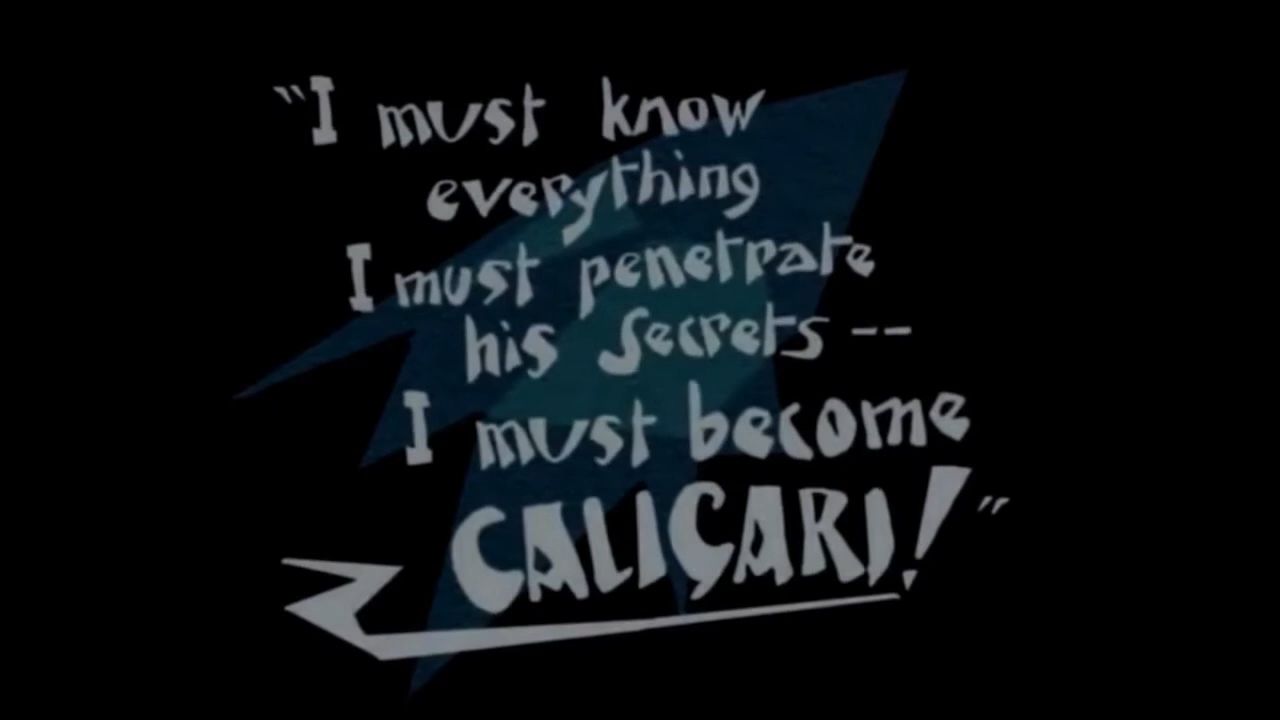 “I must know
everything
I must penetrate
his secrets --
I must become
CALIGARI!”